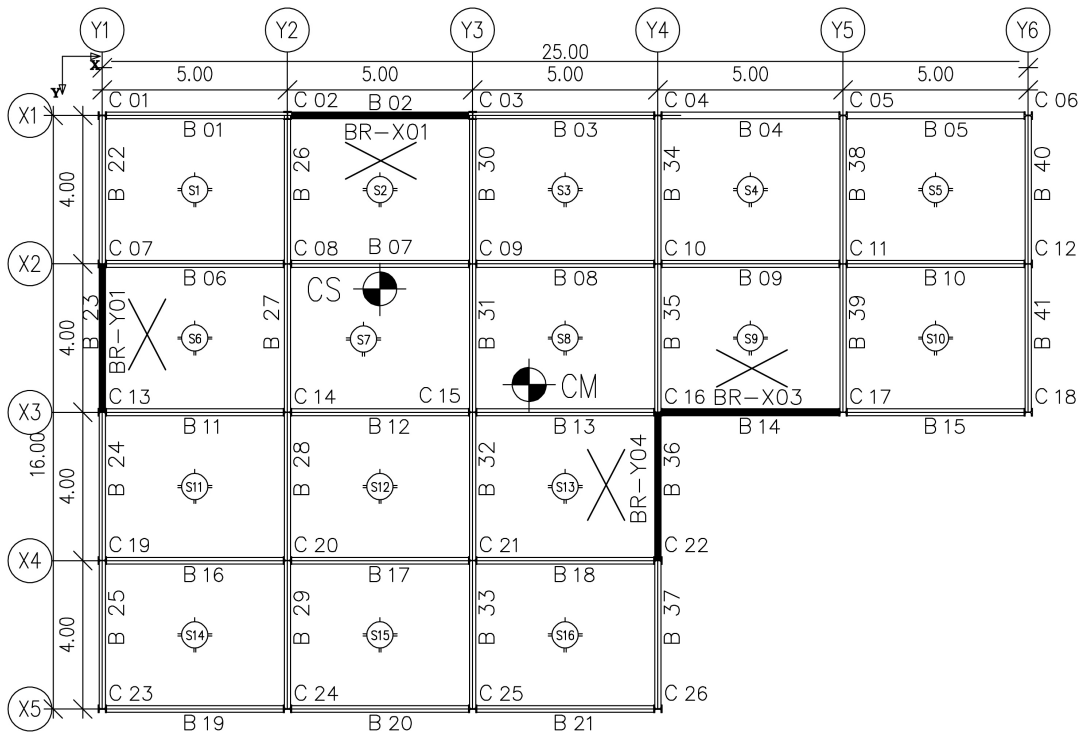 Y1 Y2 Y3 Y4 Y5 Y6
25.00
X
5.00 5.00 5.00 5.00 5.00
Y
C 01 C 02 B 02 C 03 C 04 C 05 C 06
X1
B 01 BR-X01 B 03 B 04 B 05
B 22 B 26 B 30 B 34 B 38 B 40
4.00
S1 S2 S3 S4 S5
C 07 C 08 B 07 C 09 C 10 C 11 C 12
X2
B 06 B 08 B 09 B 10
CS
B 23 BR-Y01 B 27 B 31 B 35 B 39 B 41
4.00
S6 S7 S8 S9 S10
CM
C 13 C 14 C 15 C 16 BR-X03 C 17 C 18
X3
B 11 B 12 B 13 B 14 B 15
16.00
B 24 B 28 B 32 BR-Y04 B 36
4.00
S11 S12 S13
C 19 C 20 C 21 C 22
X4
B 16 B 17 B 18
B 25 B 29 B 33 B 37
4.00
S14 S15 S16
C 23 C 24 C 25 C 26
X5
B 19 B 20 B 21